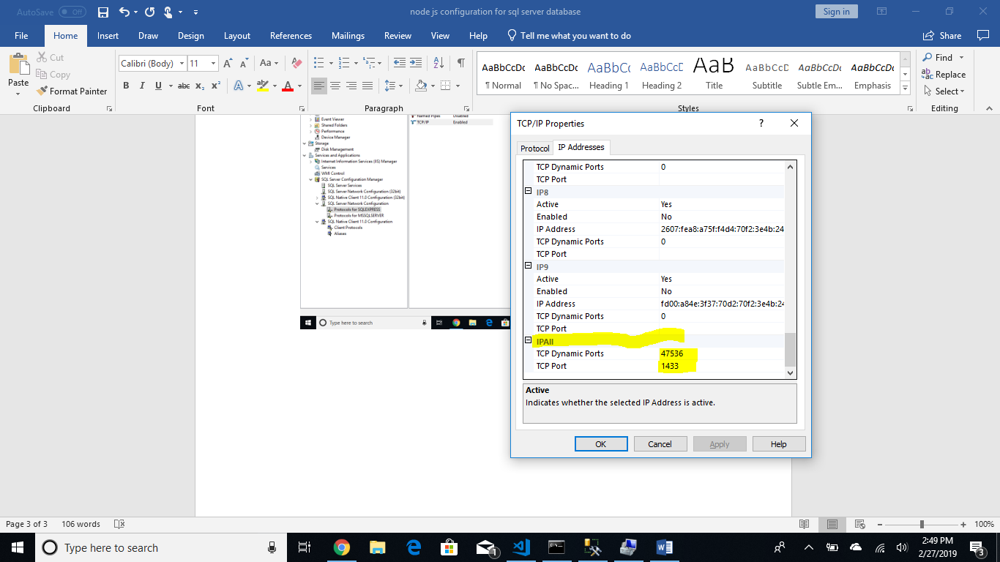 AutoSave Off
node js configuration for sql server database
Sign in
File Home Insert Draw Design Layout References Mailings Review View Help Tell me what you want to do Share
Paste
Cut
Copy
Format Painter
Clipboard
Calibri (Body) 11
Font
Paragraph
AaBbCcDc AaBbCcDc AaBbCc AaBbCcD AaB AaBbCcD AaBbCcDc AaBbCcDc
¶ Normal ¶ No Spac... Heading 1 Heading 2 Title Subtitle Subtle Em... Emphasis
Styles
Find
Replace
Select
Editing
Event Viewer
Shared Folders
Performance
Device Manager
Storage
Disk Management
Services and Applications
Internet Information Services (IIS) Manager
Services
WMI Control
SQL Server Configuration Manager
SQL Server Services
SQL Server Network Configuration (32bit)
SQL Native Client 11.0 Configuration (32bit)
SQL Server Network Configuration
Protocols for SQLEXPRESS
Protocols for MSSQLSERVER
SQL Native Client 11.0 Configuration
Client Protocols
Aliases
Named Pipes Disabled
TCP/IP Enabled
Type here to search
TCP/IP Properties
Protocol IP Addresses
TCP Dynamic Ports 0
TCP Port
IP8
Active Yes
Enabled No
IP Address 2607:fea8:a75f:f4d4:70f2:3e4b:24
TCP Dynamic Ports 0
TCP Port
IP9
Active Yes
Enabled No
IP Address fd00:a84e:3f37:70d2:70f2:3e4b:24
TCP Dynamic Ports 0
TCP Port
IPAll
TCP Dynamic Ports 47536
TCP Port 1433
Active
Indicates whether the selected IP Address is active.
OK Cancel Apply Help
Page 3 of 3 106 words
100%
Type here to search
1
2:49 PM
2/27/2019
3